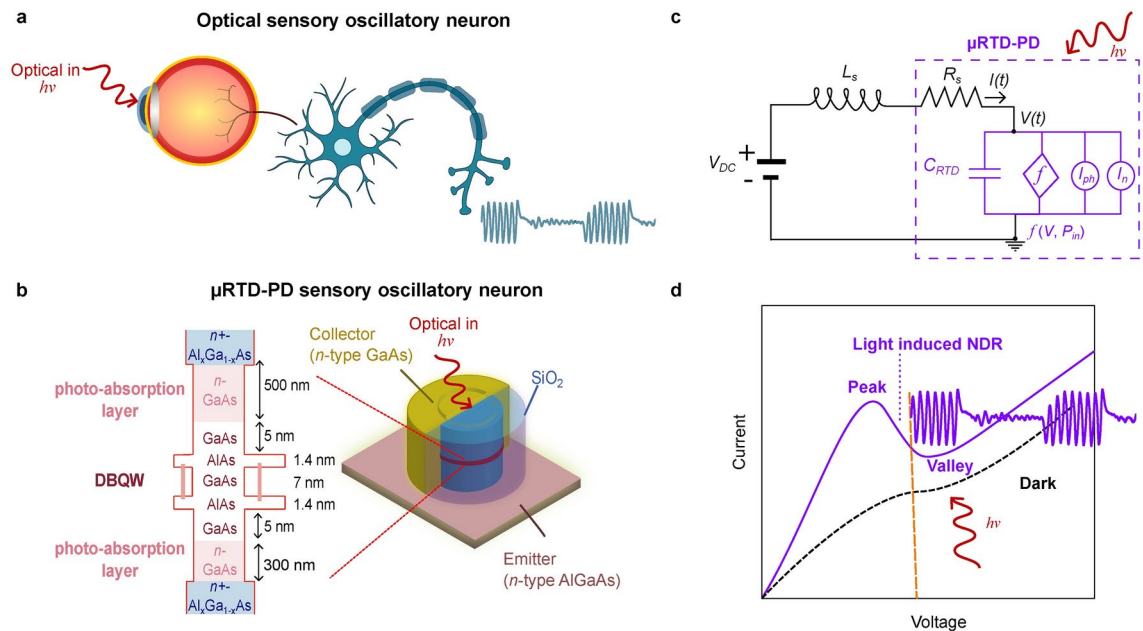 a
Optical sensory oscillatory neuron
Optical in
hν
b
µRTD-PD sensory oscillatory neuron
n+-
AlxGa1-xAs
photo-absorption
layer
n-
GaAs
500 nm
GaAs
5 nm
AlAs
1.4 nm
DBQW
GaAs
7 nm
AlAs
1.4 nm
GaAs
5 nm
photo-absorption
layer
n-
GaAs
300 nm
n+-
AlxGa1-xAs
Collector
(n-type GaAs)
Optical in
hν
SiO2
Emitter
(n-type AlGaAs)
c
µRTD-PD
hν
Ls
Rs
I(t)
V(t)
VDC
+
-
CRTD
f
Iph
In
f (V, Pin)
d
Light induced NDR
Peak
Valley
Dark
hν
Current
Voltage